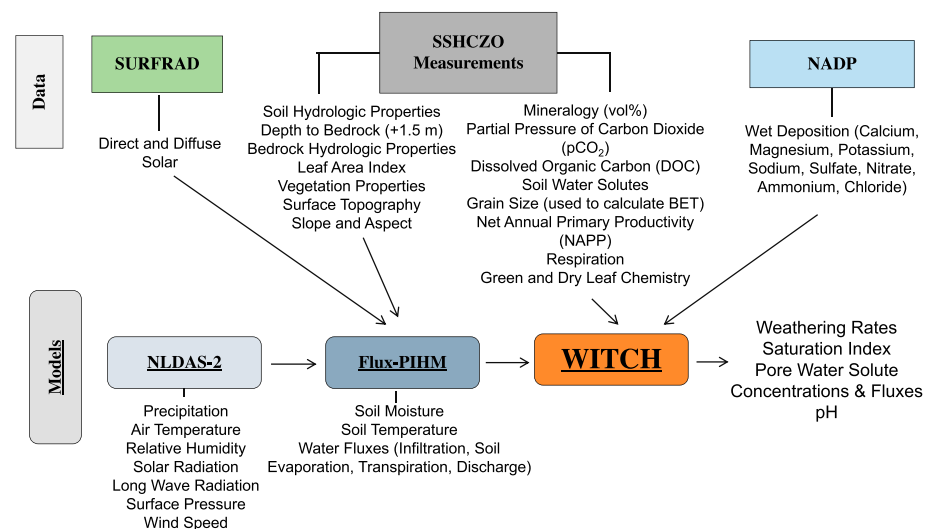 Data
SURFRAD
Direct and Diffuse
Solar
SSHCZO
Measurements
Soil Hydrologic Properties
Depth to Bedrock (+1.5 m)
Bedrock Hydrologic Properties
Leaf Area Index
Vegetation Properties
Surface Topography
Slope and Aspect
Mineralogy (vol%)
Partial Pressure of Carbon Dioxide
(pCO₂)
Dissolved Organic Carbon (DOC)
Soil Water Solutes
Grain Size (used to calculate BET)
Net Annual Primary Productivity
(NAPP)
Respiration
Green and Dry Leaf Chemistry
NADP
Wet Deposition (Calcium,
Magnesium, Potassium,
Sodium, Sulfate, Nitrate,
Ammonium, Chloride)
Models
NLDAS-2
Precipitation
Air Temperature
Relative Humidity
Solar Radiation
Long Wave Radiation
Surface Pressure
Wind Speed
Flux-PIHM
Soil Moisture
Soil Temperature
Water Fluxes (Infiltration, Soil
Evaporation, Transpiration, Discharge)
WITCH
Weathering Rates
Saturation Index
Pore Water Solute
Concentrations & Fluxes
pH